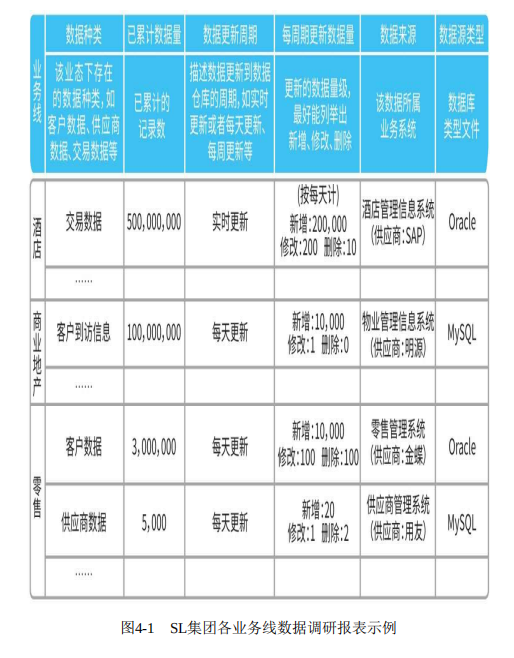 业务线
数据种类
已累计数据量
数据更新周期
每周期更新数据量
数据来源
数据源类型
该业态下存在
的数据种类,如
客户数据、供应商
数据、交易数据等
已累计的
记录数
描述数据更新到数据
仓库的周期,如实时
更新或者每天更新、
每周更新等
更新的数据量级,
最好能列举出
新增、修改、删除
该数据所属
业务系统
数据库
类型文件
酒店
交易数据
500,000,000
实时更新
(按每天计)
新增:200,000
修改:200 删除:10
酒店管理信息系统
(供应商:SAP)
Oracle
……
商业地产
客户到访信息
100,000,000
每天更新
新增:10,000
修改:1 删除:0
物业管理信息系统
(供应商:明源)
MySQL
……
零售
客户数据
3,000,000
每天更新
新增:10,000
修改:100 删除:100
零售管理系统
(供应商:金蝶)
Oracle
供应商数据
5,000
每天更新
新增:20
修改:1 删除:2
供应商管理系统
(供应商:用友)
MySQL
……
图4-1 SL集团各业务线数据调研报表示例